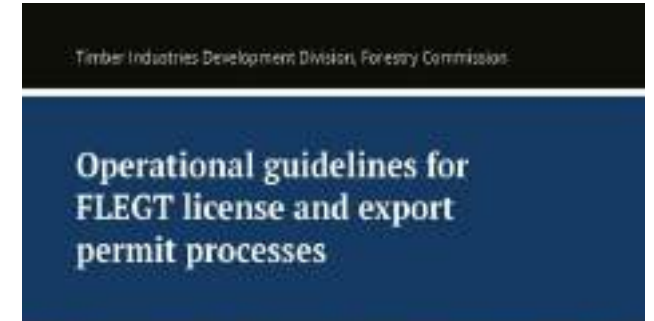 Timber Industries Development Division, Forestry Commission
Operational guidelines for
FLEGT license and export
permit processes